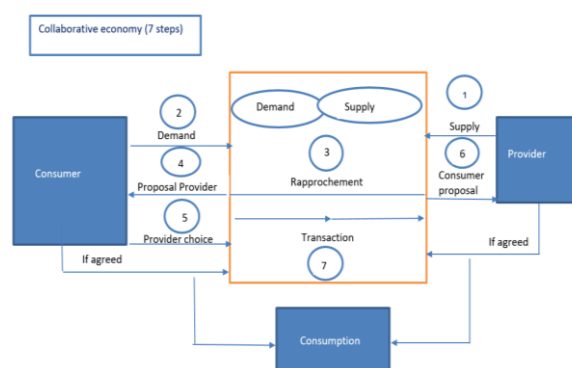 Collaborative economy (7 steps)
1
2
Demand
Supply
Demand
Supply
4
3
6
Provider
Consumer
Proposal Provider
Rapprochement
Consumer
proposal
5
Provider choice
Transaction
If agreed
If agreed
7
Consumption